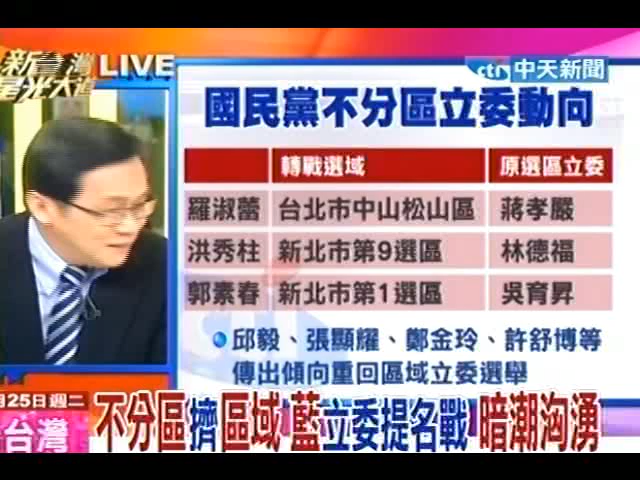 新台灣
星光大道
LIVE
cti 中天新聞
國民黨不分區立委動向
轉戰選域 原選區立委
羅淑蕾 台北市中山松山區 蔣孝嚴
洪秀柱 新北市第9選區 林德福
郭素春 新北市第1選區 吳育昇
邱毅、張顯耀、鄭金玲、許舒博等
傳出傾向重回區域立委選舉
月25日週二
台灣
不分區擠區域 藍立委提名戰 暗潮洶湧